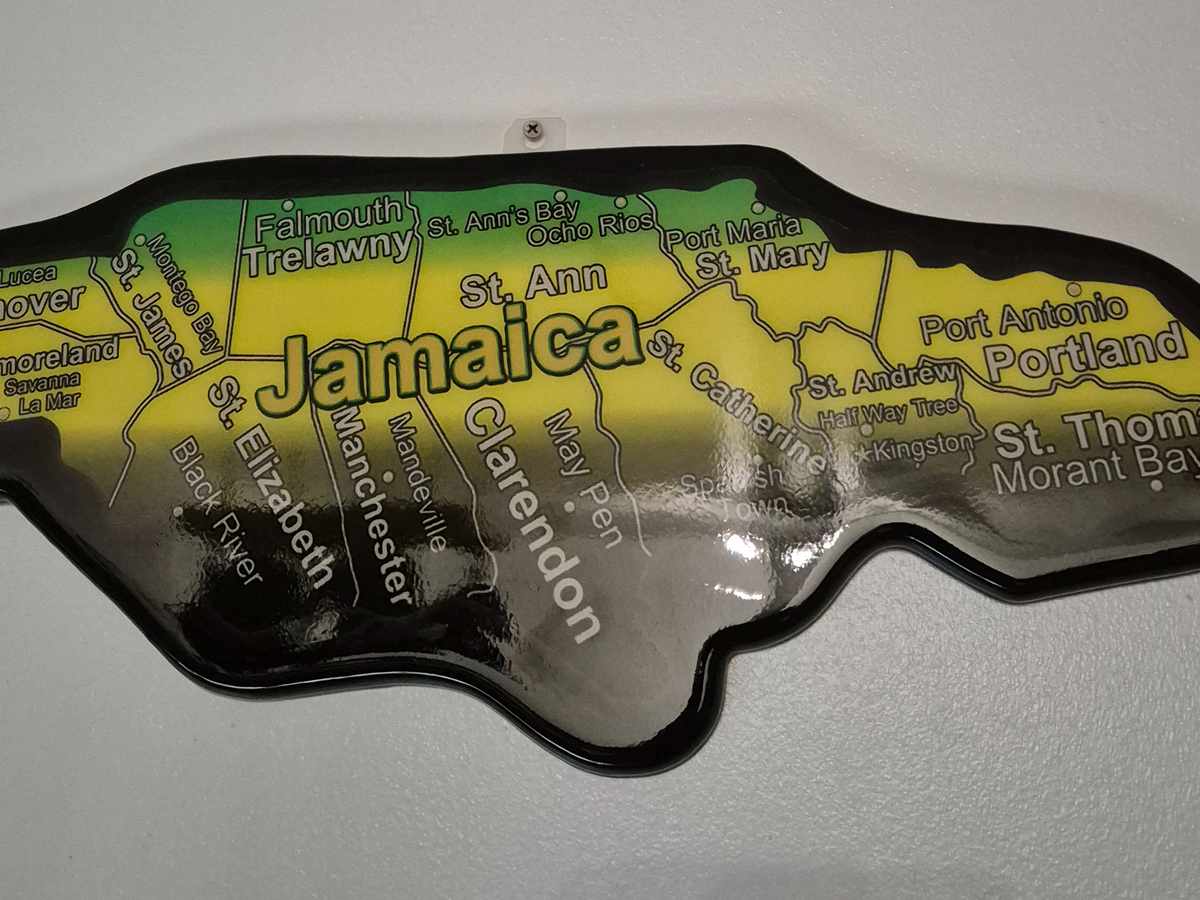 Lucea
nover
moreland
Savanna
La Mar
Montego Bay
St. James
Falmouth
Trelawny
St. Ann's Bay
Ocho Rios
St. Ann
Port Maria
St. Mary
Jamaica
Port Antonio
Portland
St. Andrew
Half Way Tree
Kingston
St. Thom
Morant Bay
St. Catherine
Spanish
Town
May Pen
Clarendon
Mandeville
Manchester
St. Elizabeth
Black River